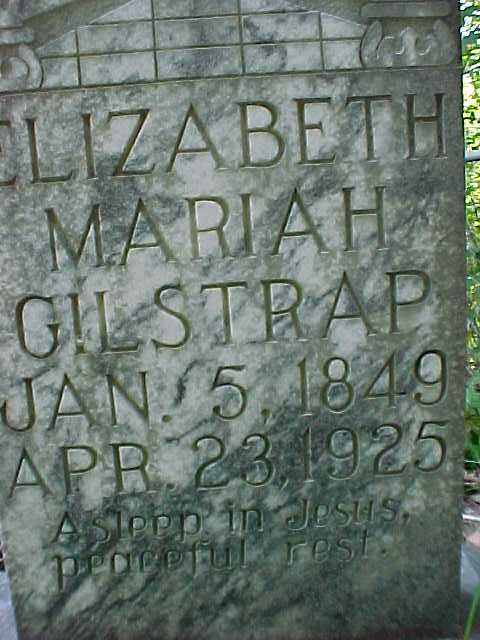 ELIZABETH
MARIAH
GILSTRAP
JAN. 5, 1849
APR. 23, 1925
Asleep in Jesus,
peaceful rest.